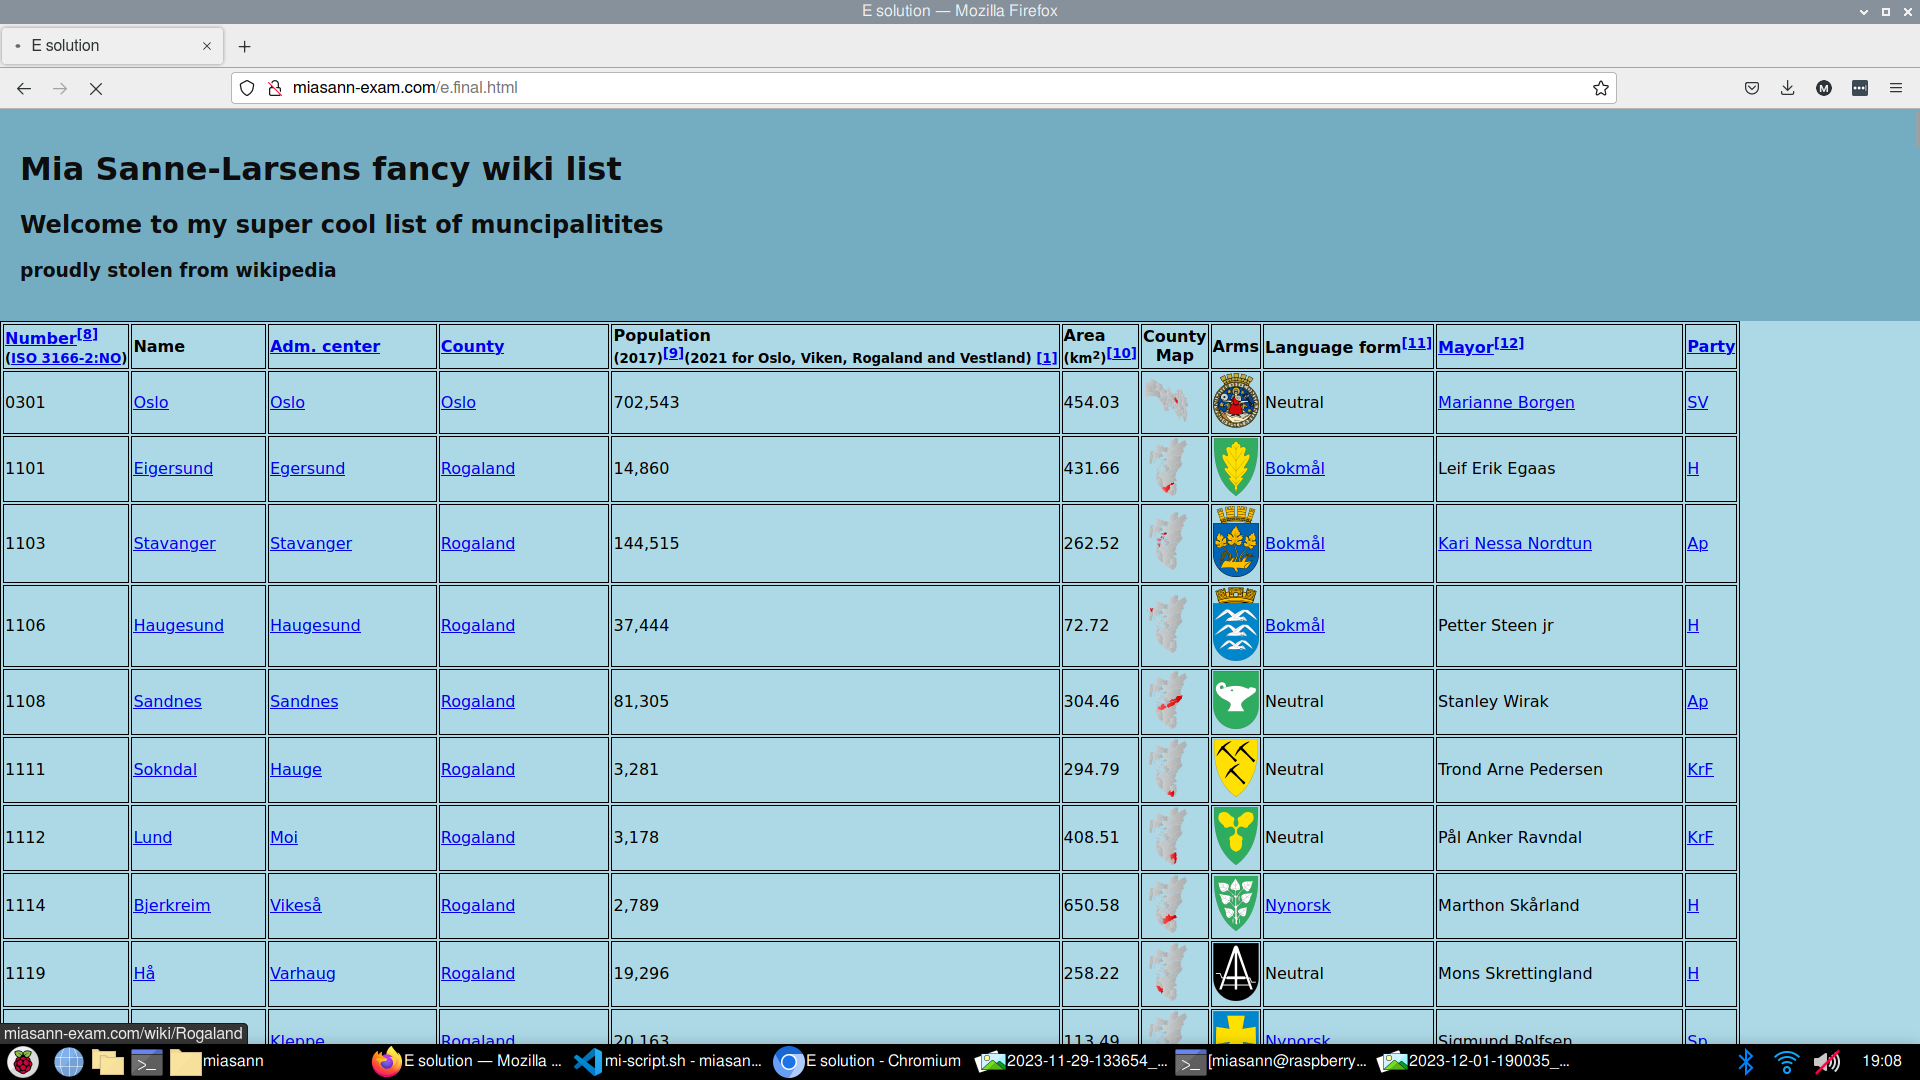 E solution — Mozilla Firefox
E solution
miasann-exam.com/e.final.html
Mia Sanne-Larsens fancy wiki list
Welcome to my super cool list of muncipalitites
proudly stolen from wikipedia
Number[8] (ISO 3166-2:NO) Name Adm. center County Population (2017)[9](2021 for Oslo, Viken, Rogaland and Vestland) [1] Area (km²)[10] County Map Arms Language form[11] Mayor[12] Party
0301 Oslo Oslo Oslo 702,543 454.03 Neutral Marianne Borgen SV
1101 Eigersund Egersund Rogaland 14,860 431.66 Bokmål Leif Erik Egaas H
1103 Stavanger Stavanger Rogaland 144,515 262.52 Bokmål Kari Nessa Nordtun Ap
1106 Haugesund Haugesund Rogaland 37,444 72.72 Bokmål Petter Steen jr H
1108 Sandnes Sandnes Rogaland 81,305 304.46 Neutral Stanley Wirak Ap
1111 Sokndal Hauge Rogaland 3,281 294.79 Neutral Trond Arne Pedersen KrF
1112 Lund Moi Rogaland 3,178 408.51 Neutral Pål Anker Ravndal KrF
1114 Bjerkreim Vikeså Rogaland 2,789 650.58 Nynorsk Marthon Skårland H
1119 Hå Varhaug Rogaland 19,296 258.22 Neutral Mons Skrettingland H
Kleppe Rogaland 20,163 113.49 Nynorsk Sigmund Rolfsen Sp
miasann-exam.com/wiki/Rogaland
miasann E solution — Mozilla ... mi-script.sh - miasan... E solution - Chromium 2023-11-29-133654_... [miasann@raspberry... 2023-12-01-190035_... 19:08